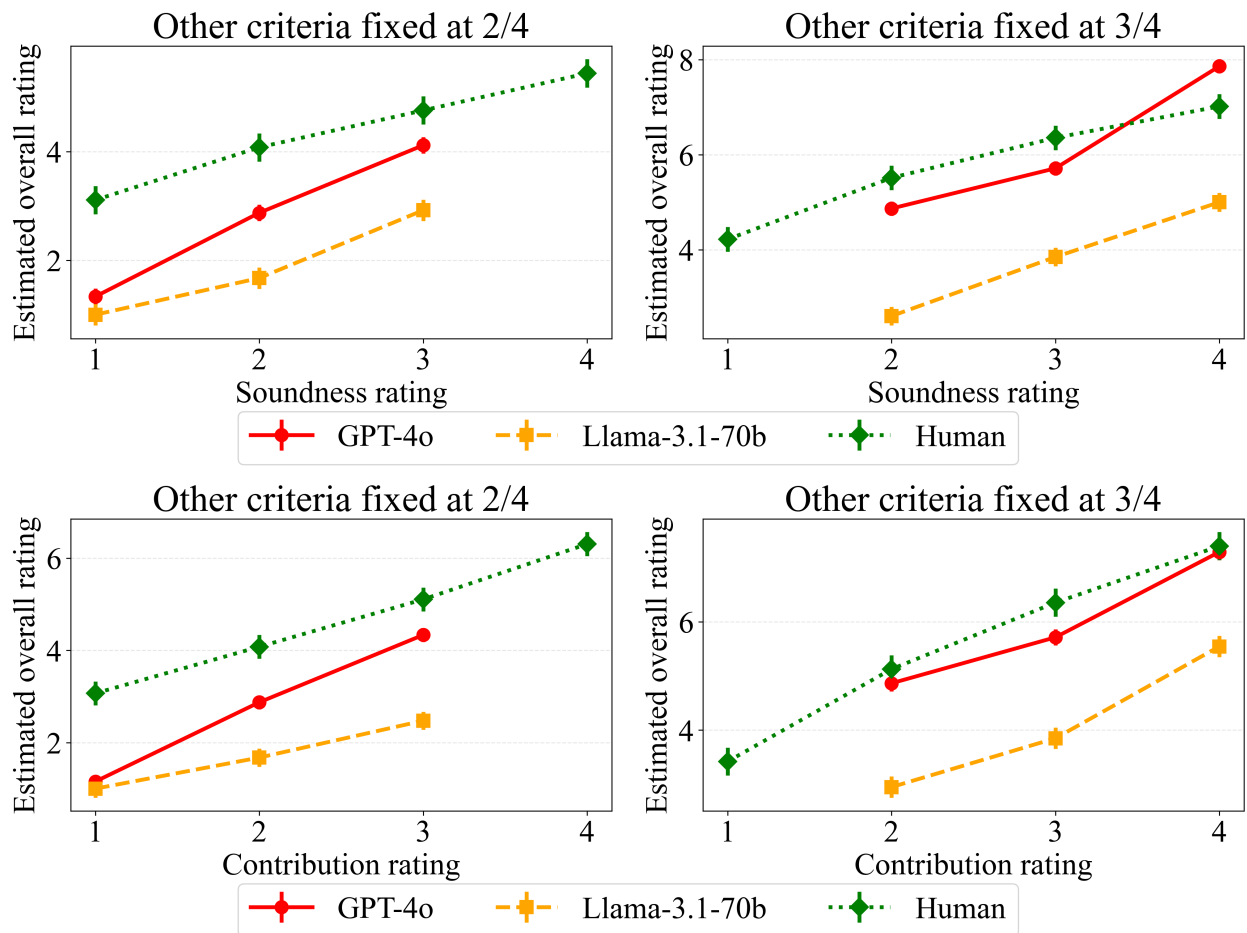 Other criteria fixed at 2/4
Estimated overall rating
4
2
1 2 3 4
Soundness rating
Other criteria fixed at 3/4
Estimated overall rating
8
6
4
1 2 3 4
Soundness rating
GPT-4o Llama-3.1-70b Human
Other criteria fixed at 2/4
Estimated overall rating
6
4
2
1 2 3 4
Contribution rating
Other criteria fixed at 3/4
Estimated overall rating
6
4
1 2 3 4
Contribution rating
GPT-4o Llama-3.1-70b Human